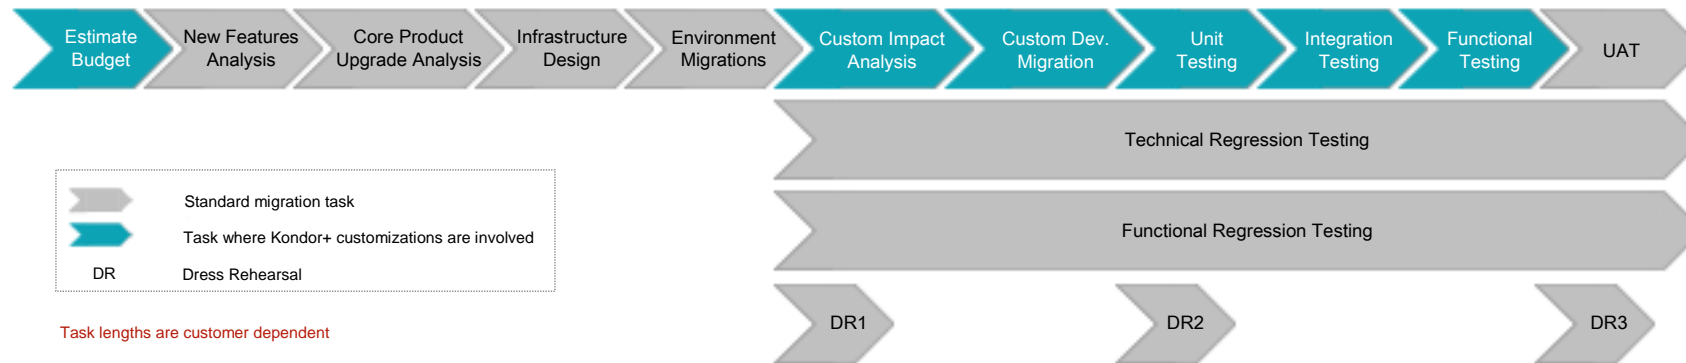 Estimate
Budget
New Features
Analysis
Core Product
Upgrade Analysis
Infrastructure
Design
Environment
Migrations
Custom Impact
Analysis
Custom Dev.
Migration
Unit
Testing
Integration
Testing
Functional
Testing
UAT
Technical Regression Testing
Functional Regression Testing
Standard migration task
Task where Kondor+ customizations are involved
DR Dress Rehearsal
Task lengths are customer dependent
DR1
DR2
DR3